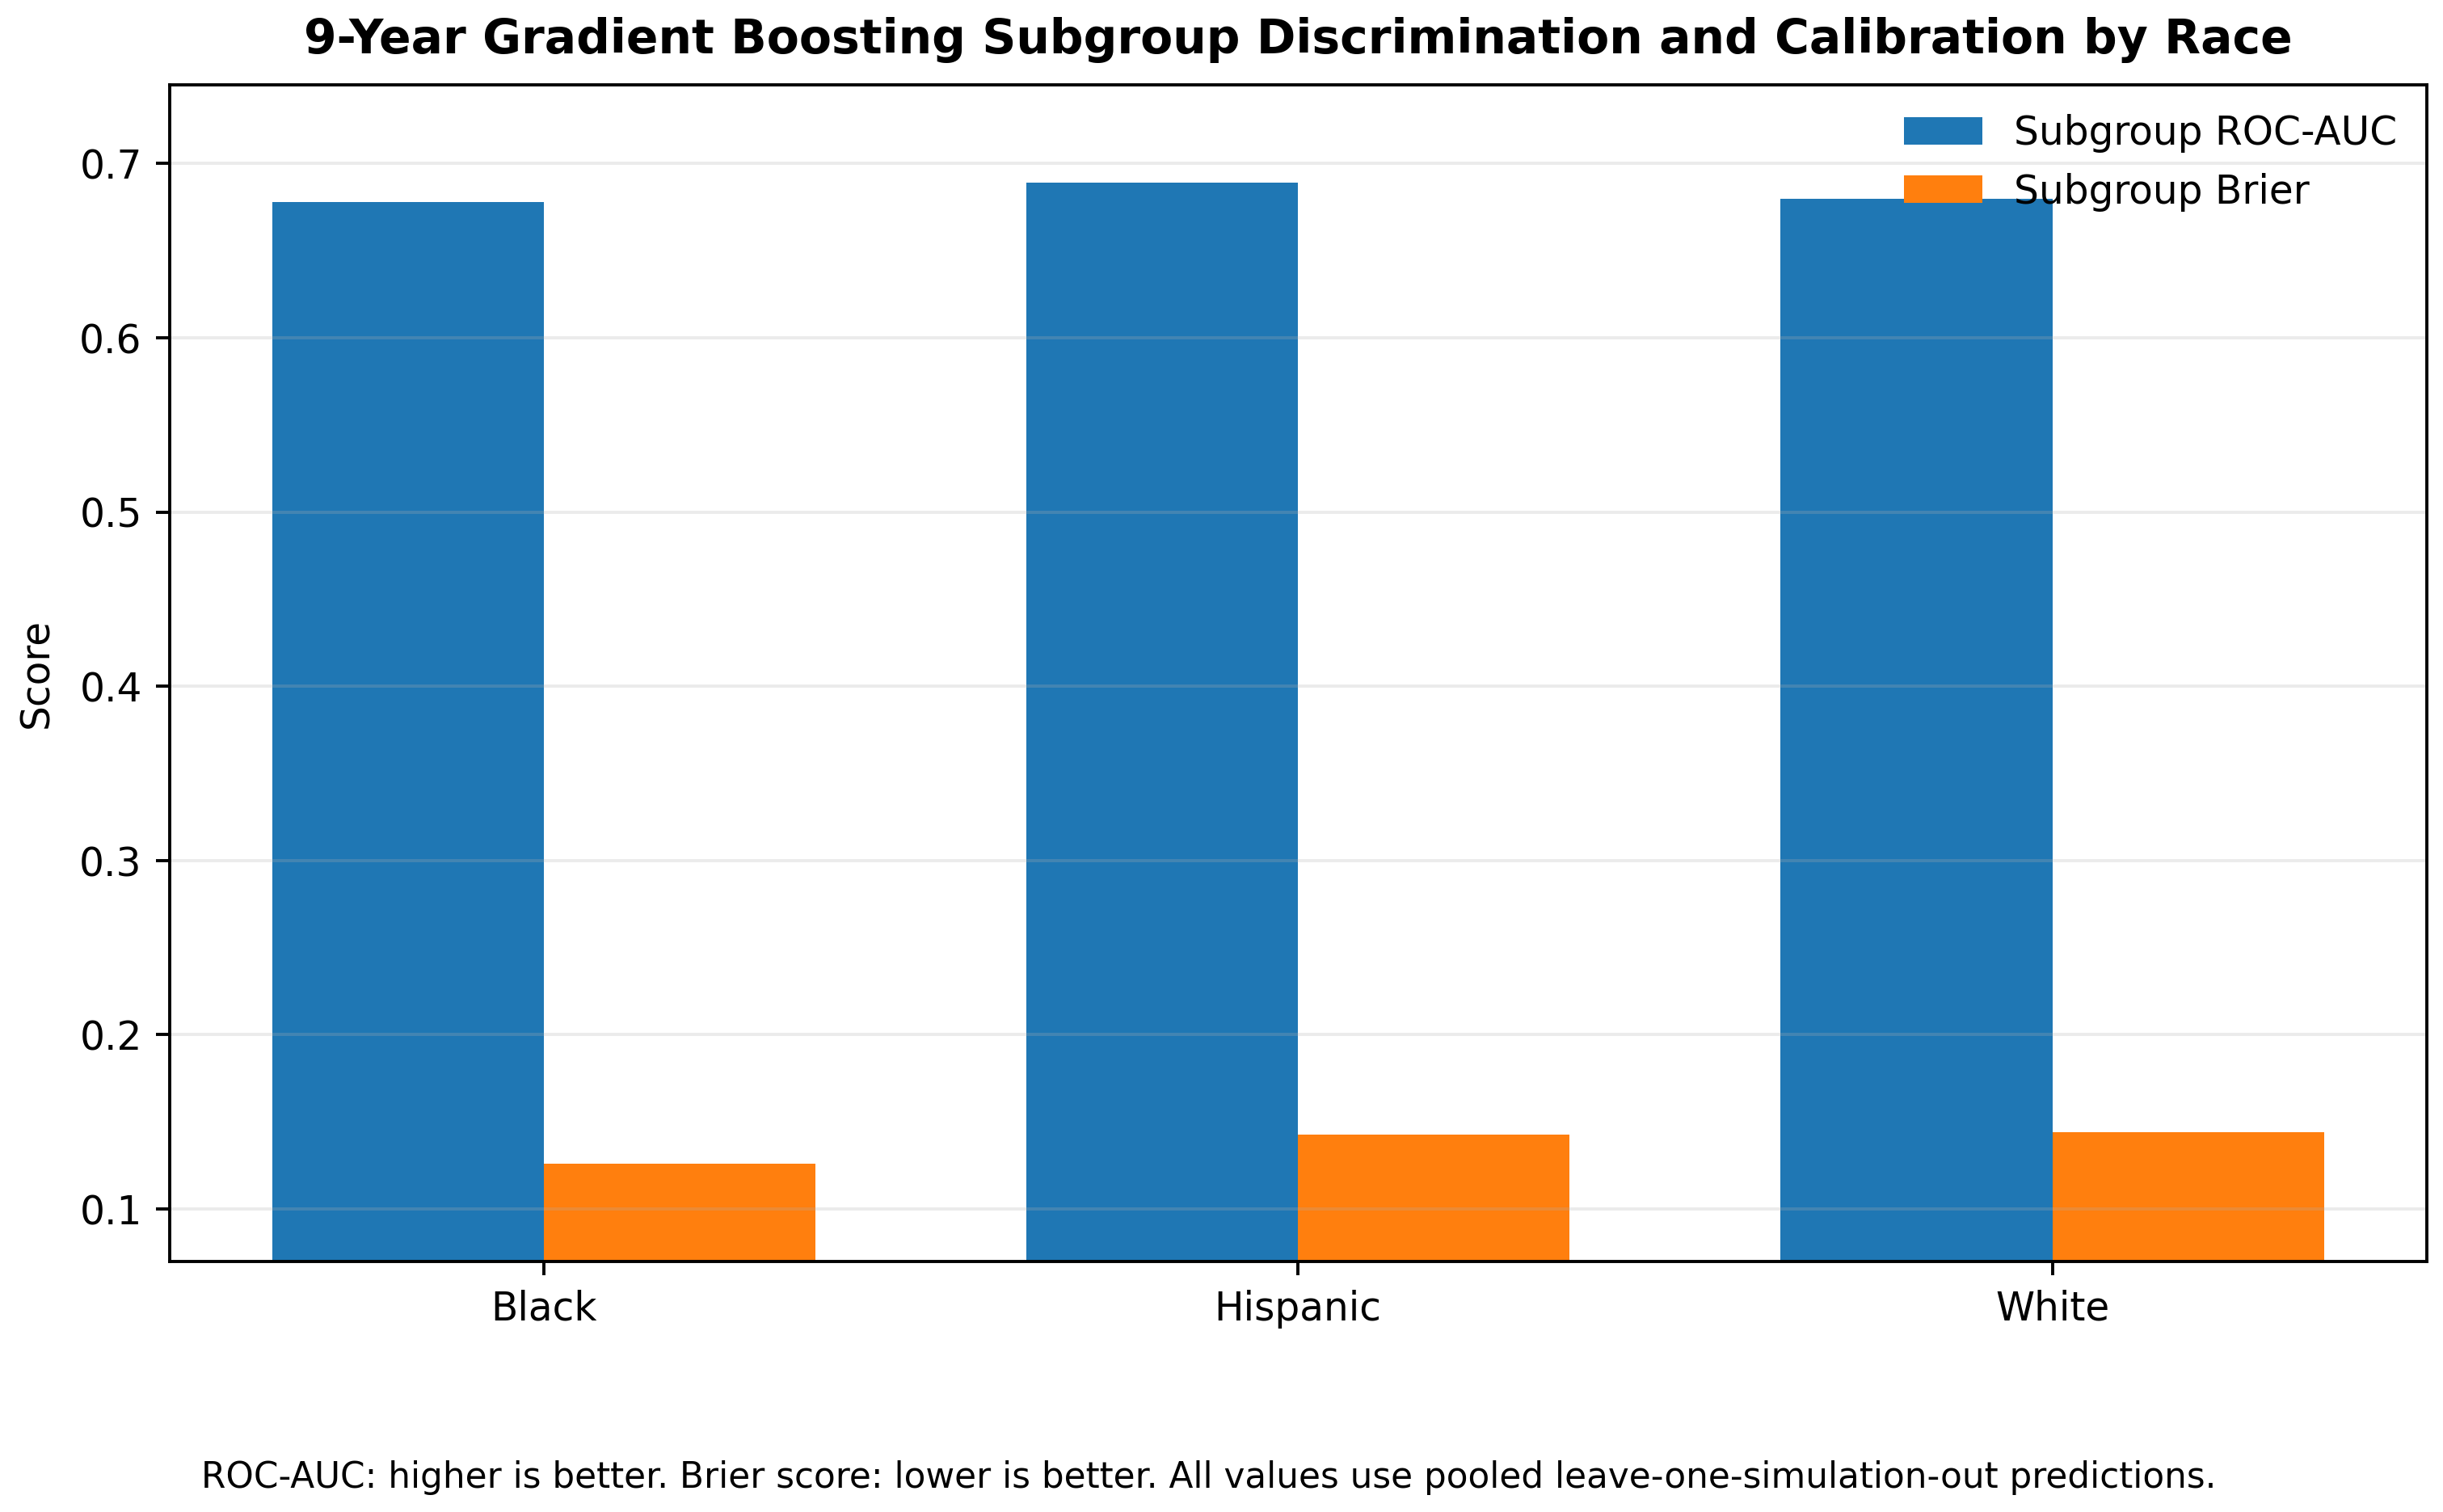 9-Year Gradient Boosting Subgroup Discrimination and Calibration by Race
Subgroup ROC-AUC
Subgroup Brier
Score
0.7
0.6
0.5
0.4
0.3
0.2
0.1
Black Hispanic White
ROC-AUC: higher is better. Brier score: lower is better. All values use pooled leave-one-simulation-out predictions.